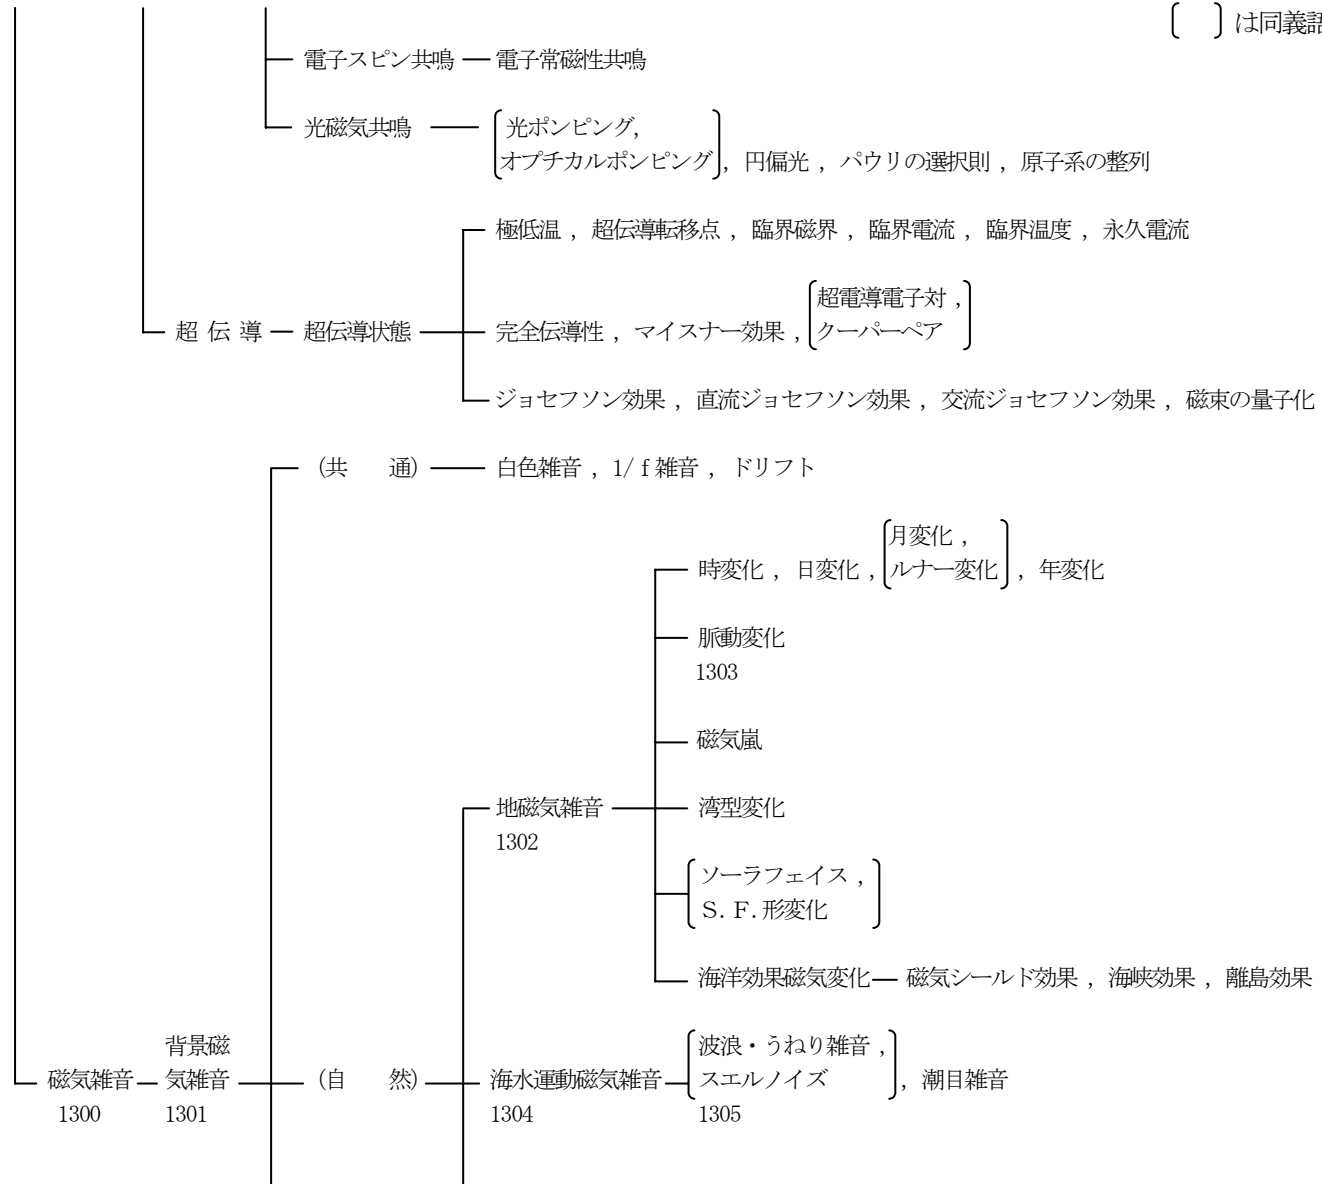 〔　〕は同義語
電子スピン共鳴 電子常磁性共鳴
光磁気共鳴 光ポンピング,
オプチカルポンピング , 円偏光 , パウリの選択則 , 原子系の整列
極低温 , 超伝導転移点 , 臨界磁界 , 臨界電流 , 臨界温度 , 永久電流
超電導電子対 ,
超 伝 導 超伝導状態 完全伝導性 , マイスナー効果 , クーパーペア
ジョセフソン効果 , 直流ジョセフソン効果 , 交流ジョセフソン効果 , 磁束の量子化
(共　通) 白色雑音 , 1/ f 雑音 , ドリフト
月変化 ,
時変化 , 日変化 , ルナー変化 , 年変化
脈動変化
1303
磁気嵐
地磁気雑音 湾型変化
1302
ソーラフェイス ,
S. F. 形変化
海洋効果磁気変化 磁気シールド効果 , 海峡効果 , 離島効果
背景磁 波浪・うねり雑音 ,
磁気雑音 気雑音 (自　然) 海水運動磁気雑音 スエルノイズ , 潮目雑音
1300 1301 1304 1305